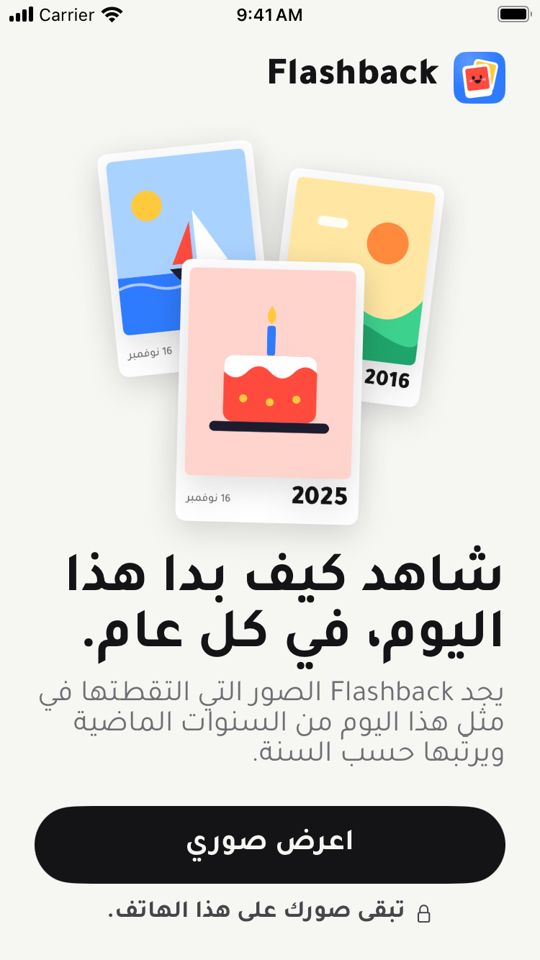 Carrier 9:41 AM
Flashback
16 نوفمبر
2016
2025
16 نوفمبر
شاهد كيف بدا هذا
اليوم، في كل عام.
يجد Flashback الصور التي التقطتها في
مثل هذا اليوم من السنوات الماضية
ويرتّبها حسب السنة.
اعرض صوري
تبقى صورك على هذا الهاتف.